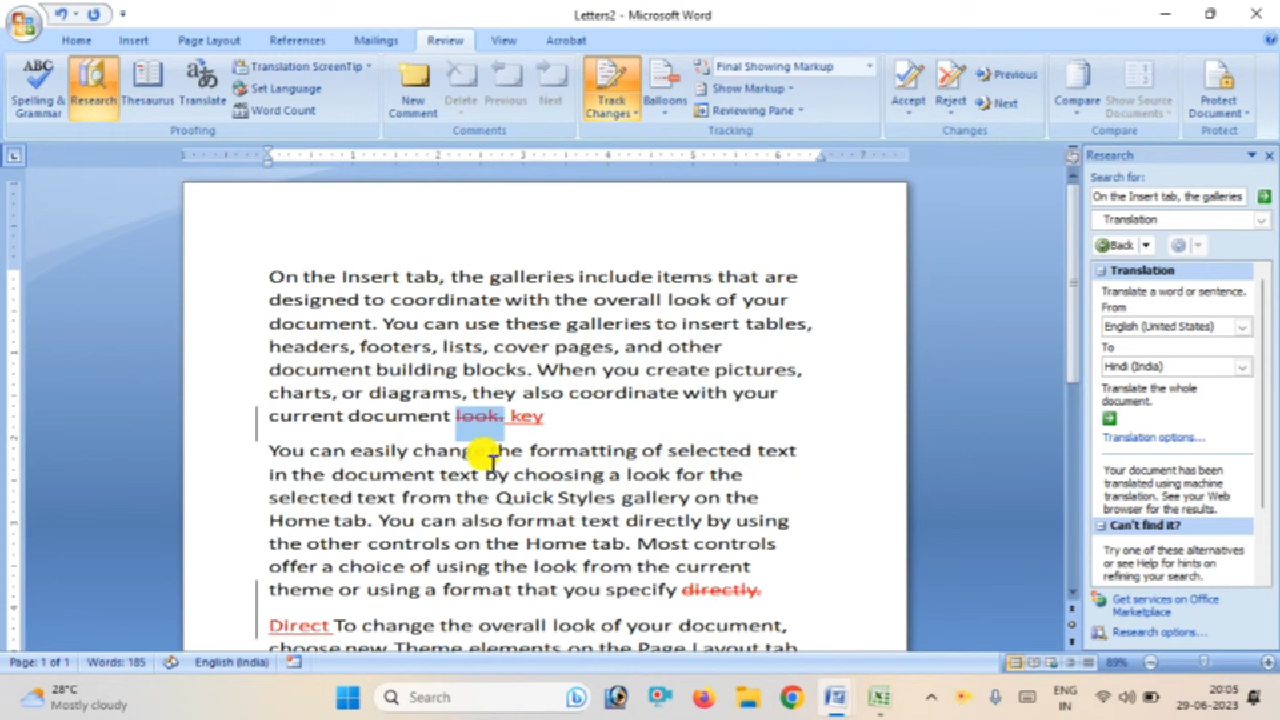 Letters2 - Microsoft Word
Home Insert Page Layout References Mailings Review View Acrobat
Spelling & Grammar
Research
Thesaurus
Translate
Translation ScreenTip
Set Language
Word Count
Proofing
New Comment
Delete
Previous
Next
Comments
Track Changes
Balloons
Final Showing Markup
Show Markup
Reviewing Pane
Tracking
Accept
Reject
Previous
Next
Changes
Compare
Show Source Documents
Compare
Protect Document
Protect
On the Insert tab, the galleries include items that are
designed to coordinate with the overall look of your
document. You can use these galleries to insert tables,
headers, footers, lists, cover pages, and other
document building blocks. When you create pictures,
charts, or diagrams, they also coordinate with your
current document look. key
You can easily change the formatting of selected text
in the document text by choosing a look for the
selected text from the Quick Styles gallery on the
Home tab. You can also format text directly by using
the other controls on the Home tab. Most controls
offer a choice of using the look from the current
theme or using a format that you specify directly.
Direct To change the overall look of your document,
choose new Theme elements on the Page Layout tab
Research
Search for:
On the Insert tab, the galleries
Translation
Back
Translation
Translate a word or sentence.
From
English (United States)
To
Hindi (India)
Translate the whole
document.
Translation options...
Your document has been
translated using machine
translation. See your Web
browser for the results.
Can't find it?
Try one of these alternatives
or see Help for hints on
refining your search.
Get services on Office
Marketplace
Research options...
Page: 1 of 1 Words: 185 English (India) 89%
28°C
Mostly cloudy
Search
ENG
IN
20:05
29-06-2023